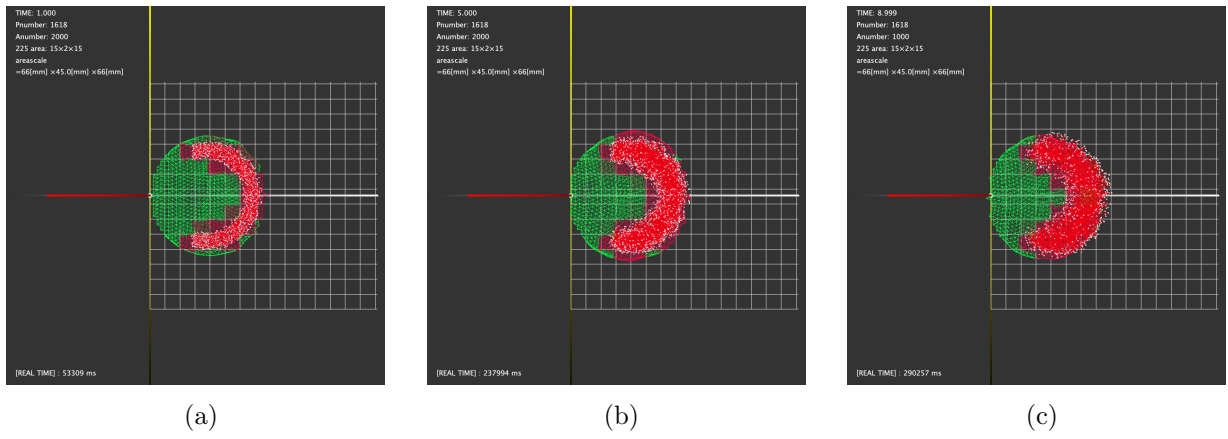 TIME: 1.000
Pnumber: 1618
Anumber: 2000
225 area: 15×2×15
areascale
=66[mm] ×45.0[mm] ×66[mm]
[REAL TIME] : 53309 ms
(a)
TIME: 5.000
Pnumber: 1618
Anumber: 2000
225 area: 15×2×15
areascale
=66[mm] ×45.0[mm] ×66[mm]
[REAL TIME] : 237994 ms
(b)
TIME: 8.999
Pnumber: 1618
Anumber: 1000
225 area: 15×2×15
areascale
=66[mm] ×45.0[mm] ×66[mm]
[REAL TIME] : 290257 ms
(c)